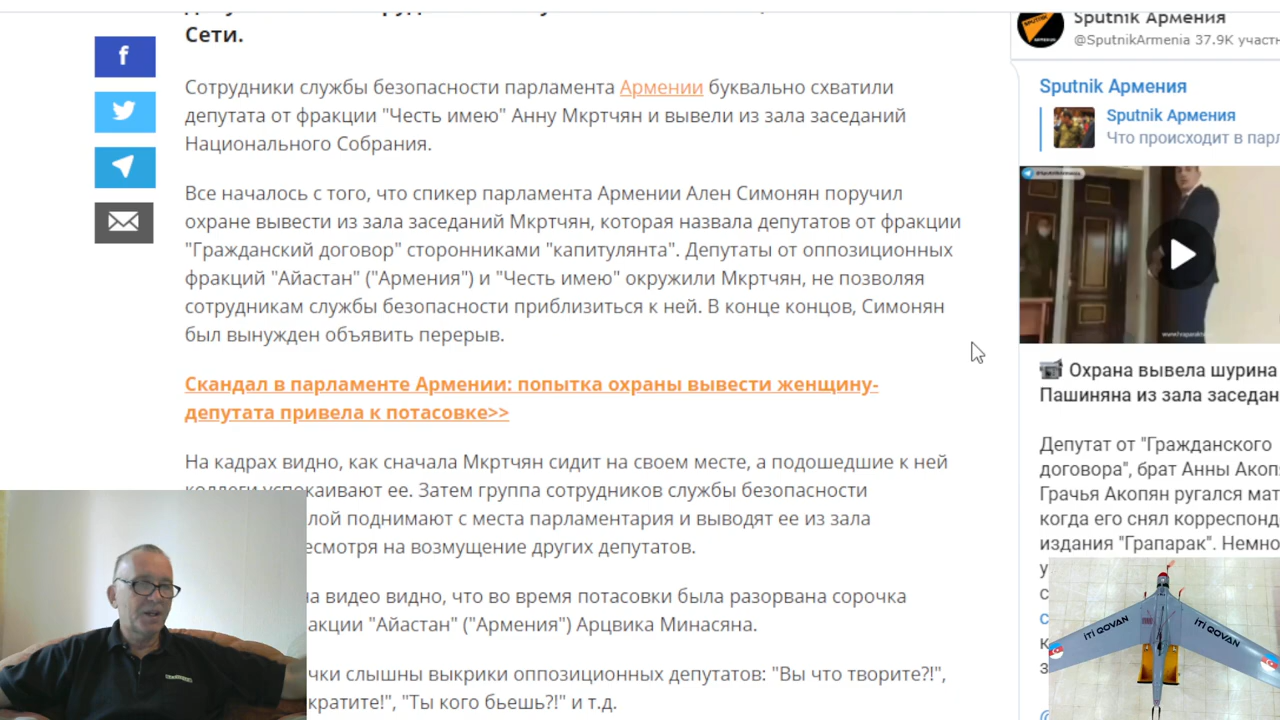 Сети.
Сотрудники службы безопасности парламента Армении буквально схватили
депутата от фракции "Честь имею" Анну Мкртчян и вывели из зала заседаний
Национального Собрания.
Все началось с того, что спикер парламента Армении Ален Симонян поручил
охране вывести из зала заседаний Мкртчян, которая назвала депутатов от фракции
"Гражданский договор" сторонниками "капитулянта". Депутаты от оппозиционных
фракций "Айастан" ("Армения") и "Честь имею" окружили Мкртчян, не позволяя
сотрудникам службы безопасности приблизиться к ней. В конце концов, Симонян
был вынужден объявить перерыв.
Скандал в парламенте Армении: попытка охраны вывести женщину-
депутата привела к потасовке>>
На кадрах видно, как сначала Мкртчян сидит на своем месте, а подошедшие к ней
коллеги успокаивают ее. Затем группа сотрудников службы безопасности
лой поднимают с места парламентария и выводят ее из зала
есмотря на возмущение других депутатов.
на видео видно, что во время потасовки была разорвана сорочка
акции "Айастан" ("Армения") Арцвика Минасяна.
чки слышны выкрики оппозиционных депутатов: "Вы что творите?!",
кратите!", "Ты кого бьешь?!" и т.д.
Sputnik Армения
@SputnikArmenia 37.9K участ
Sputnik Армения
Sputnik Армения
Что происходит в парл
@SputnikArmenia
Охрана вывела шурина
Пашиняна из зала заседан
Депутат от "Гражданского
договора", брат Анны Акоп
Грачья Акопян ругался мат
когда его снял корреспонд
издания "Грапарак". Немно
у
с
к
з
İTİ QOVAN
İTİ QOVAN